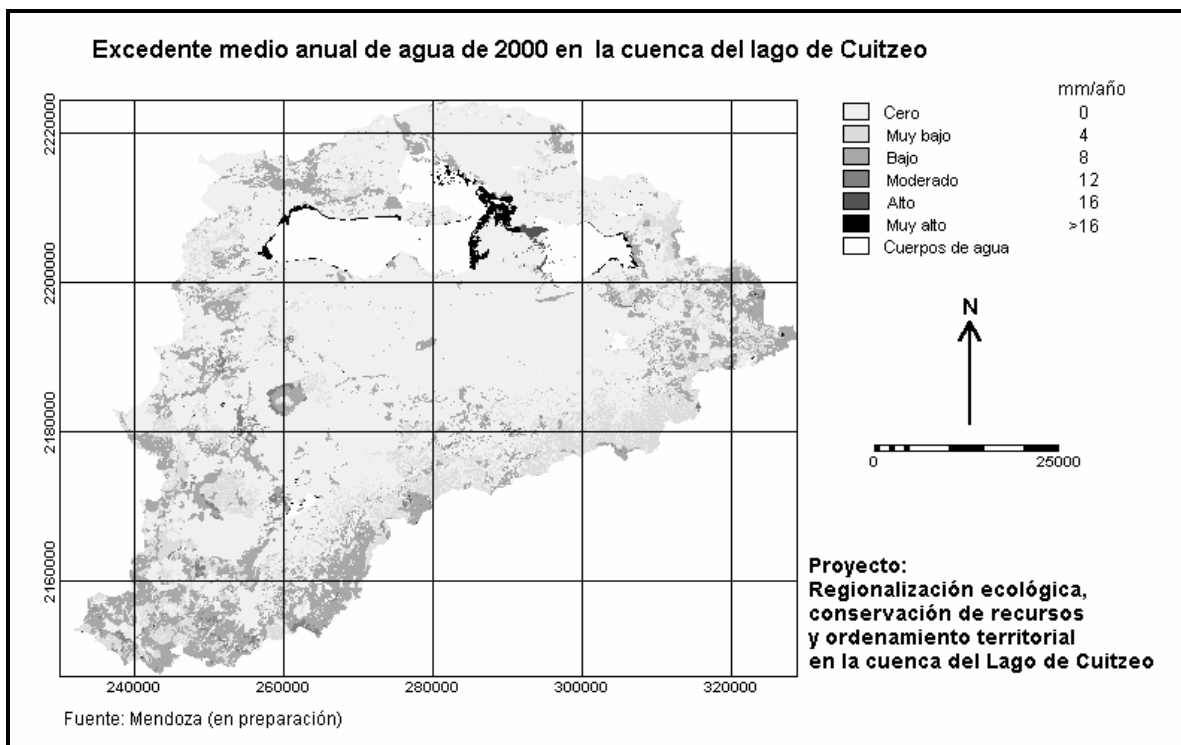 Excedente medio anual de agua de 2000 en la cuenca del lago de Cuitzeo
mm/año
Cero 0
Muy bajo 4
Bajo 8
Moderado 12
Alto 16
Muy alto >16
Cuerpos de agua
2220000
2200000
2180000
2160000
N
0 25000
Proyecto:
Regionalización ecológica,
conservación de recursos
y ordenamiento territorial
en la cuenca del Lago de Cuitzeo
240000 260000 280000 300000 320000
Fuente: Mendoza (en preparación)